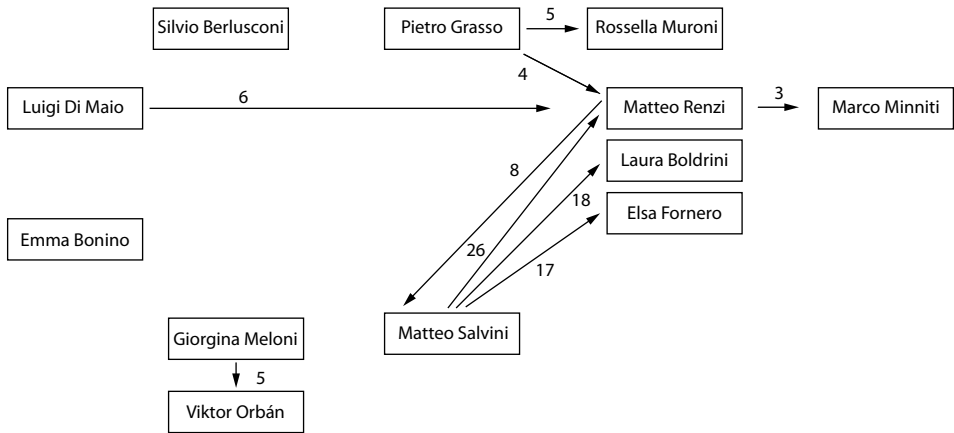 Silvio Berlusconi
Pietro Grasso
5
Rossella Muroni
4
Luigi Di Maio
6
Matteo Renzi
3
Marco Minniti
Laura Boldrini
8
18
Elsa Fornero
Emma Bonino
26
17
Matteo Salvini
Giorgina Meloni
5
Viktor Orbán